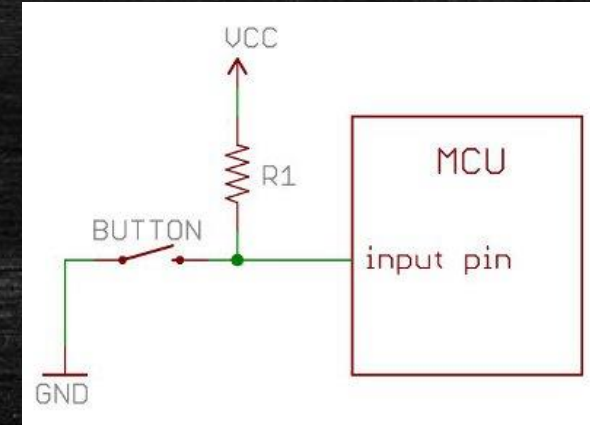 VCC
R1
MCU
BUTTON
input pin
GND